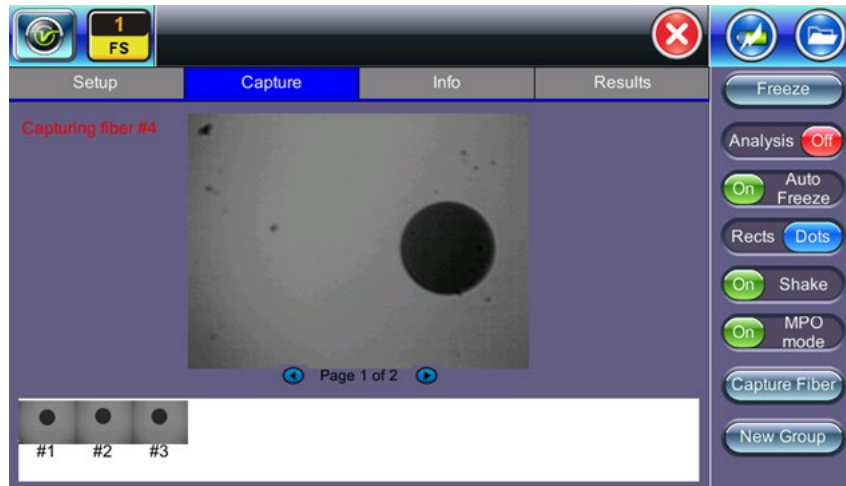 1
FS
Setup
Capture
Info
Results
Capturing fiber #4
Page 1 of 2
#1
#2
#3
Freeze
Analysis Off
On Auto Freeze
Rects Dots
On Shake
On MPO mode
Capture Fiber
New Group